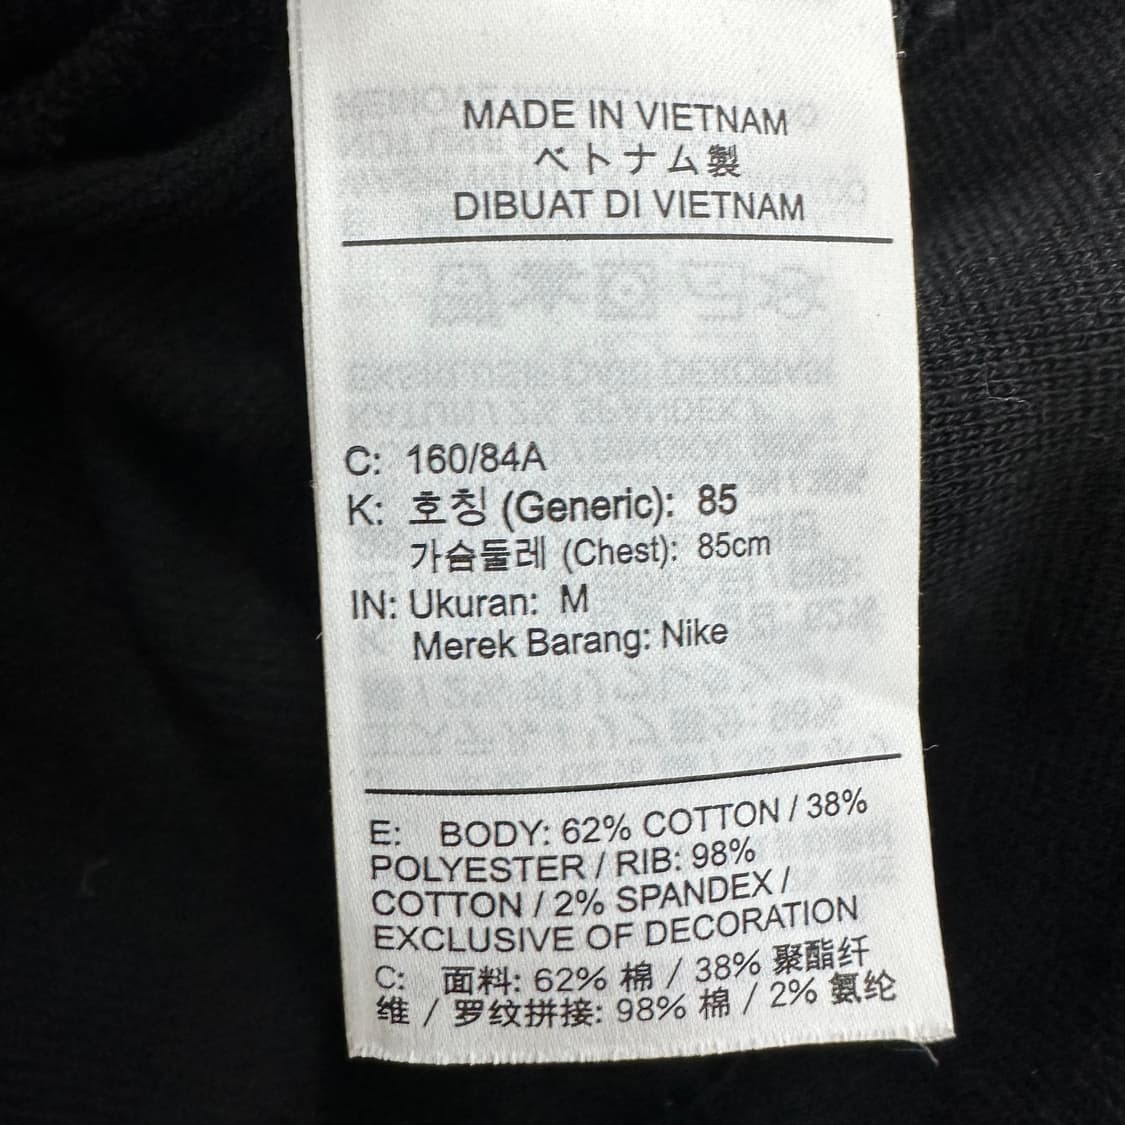 MADE IN VIETNAM
ベトナム製
DIBUAT DI VIETNAM
C: 160/84A
K: 호칭 (Generic): 85
가슴둘레 (Chest): 85cm
IN: Ukuran: M
Merek Barang: Nike
E: BODY: 62% COTTON / 38%
POLYESTER / RIB: 98%
COTTON / 2% SPANDEX /
EXCLUSIVE OF DECORATION
C: 面料: 62% 棉 / 38% 聚酯纤
维 / 罗纹拼接: 98% 棉 / 2% 氨纶